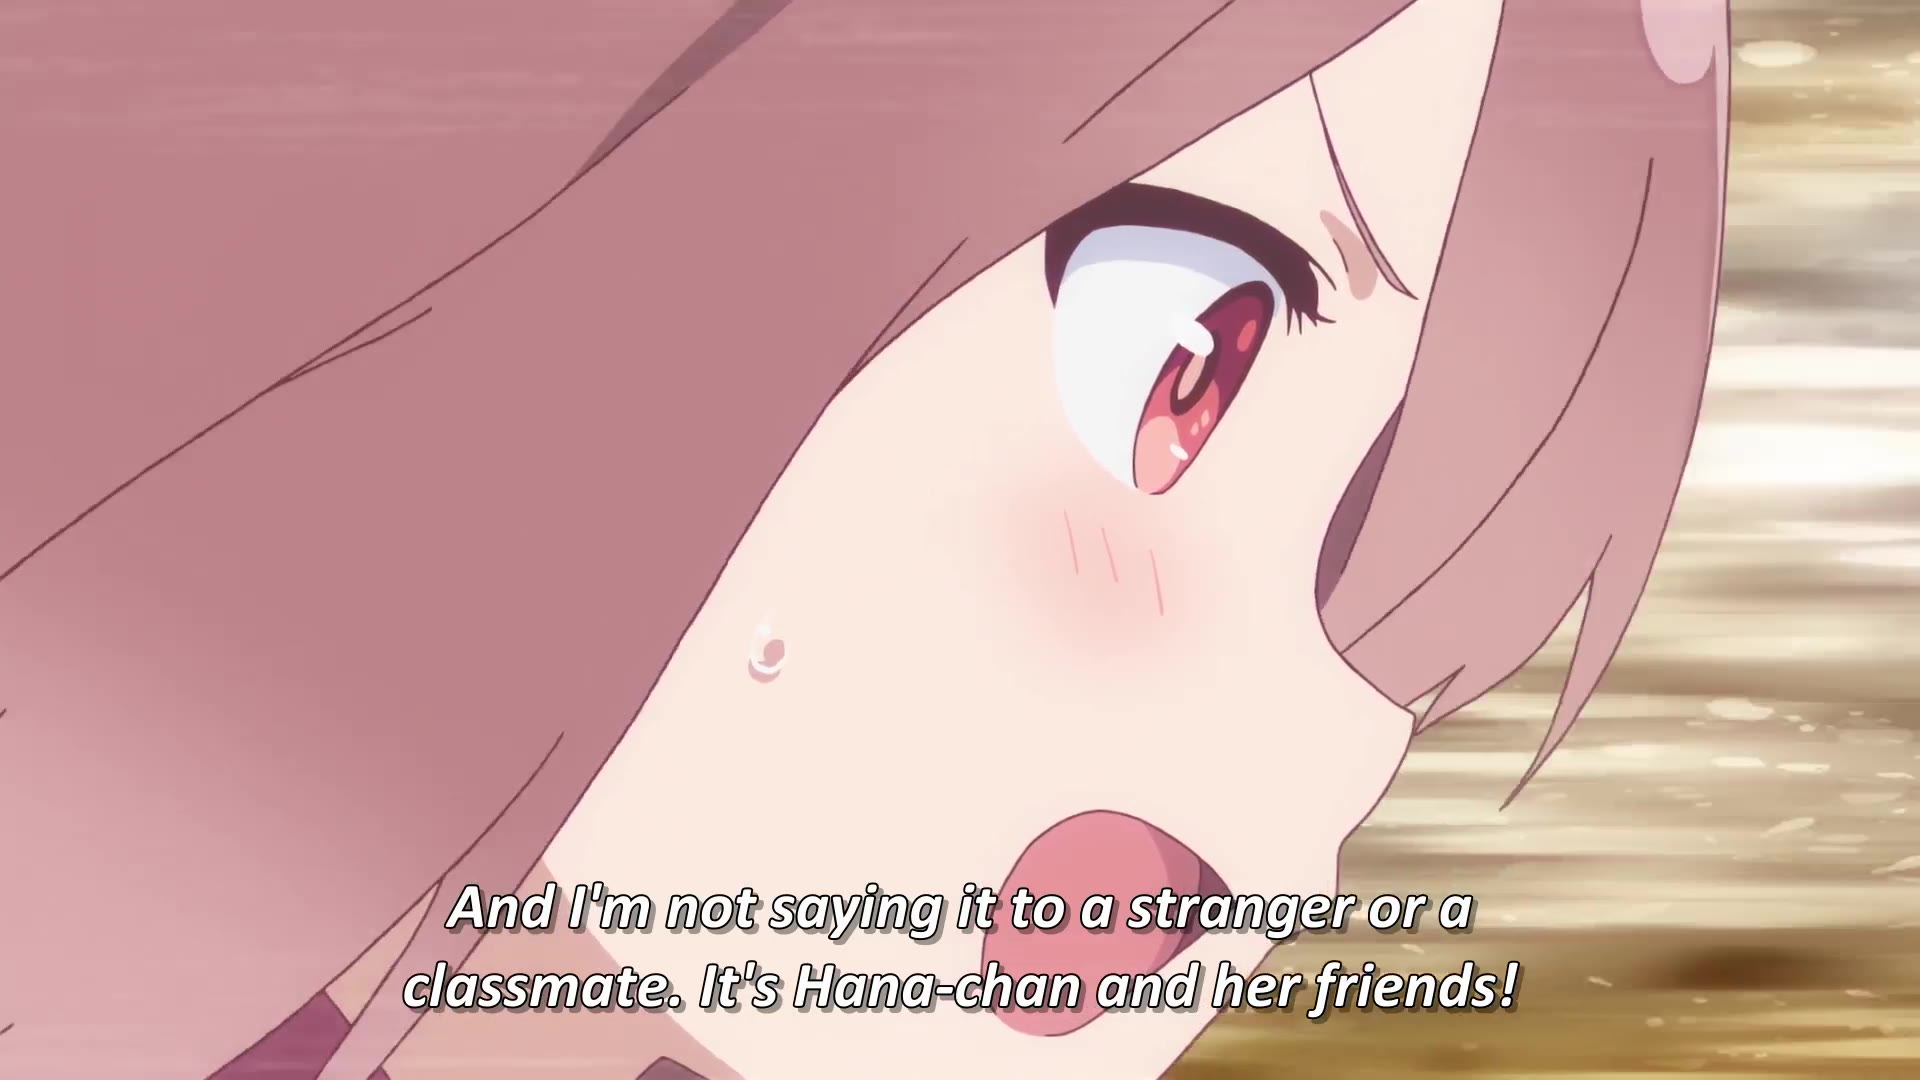 And I'm not saying it to a stranger or a
classmate. It's Hana-chan and her friends!